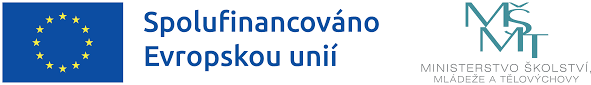 Spolufinancováno
Evropskou unií
MŠMT
MINISTERSTVO ŠKOLSTVÍ,
MLÁDEŽE A TĚLOVÝCHOVY